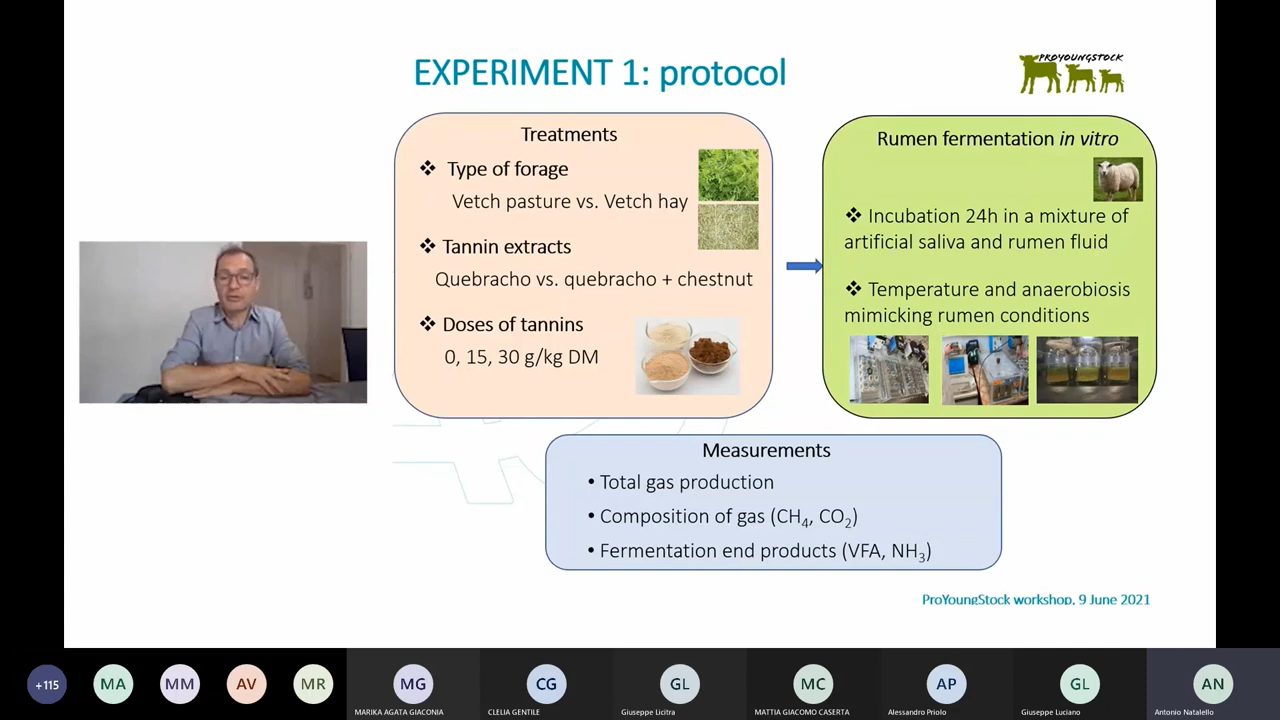 EXPERIMENT 1: protocol
PROYOUNGSTOCK
Treatments
❖ Type of forage
Vetch pasture vs. Vetch hay
❖ Tannin extracts
Quebracho vs. quebracho + chestnut
❖ Doses of tannins
0, 15, 30 g/kg DM
Rumen fermentation in vitro
❖ Incubation 24h in a mixture of
artificial saliva and rumen fluid
❖ Temperature and anaerobiosis
mimicking rumen conditions
Measurements
• Total gas production
• Composition of gas (CH₄, CO₂)
• Fermentation end products (VFA, NH₃)
ProYoungStock workshop, 9 June 2021
+115
MA
MM
AV
MR
MG
CG
GL
MC
AP
GL
AN
MARIKA AGATA GIACONIA
CLELIA GENTILE
Giuseppe Licitra
MATTIA GIACOMO CASERTA
Alessandro Priolo
Giuseppe Luciano
Antonio Natalello